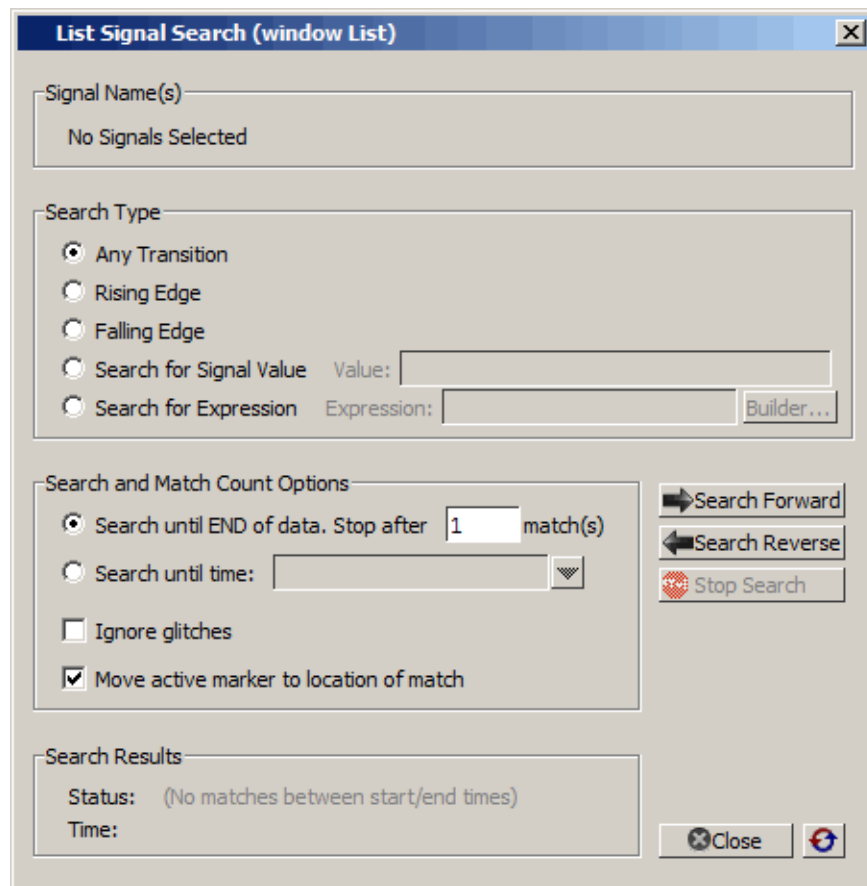 List Signal Search (window List)
Signal Name(s)
No Signals Selected
Search Type
Any Transition
Rising Edge
Falling Edge
Search for Signal Value Value:
Search for Expression Expression: Builder...
Search and Match Count Options
Search until END of data. Stop after 1 match(s)
Search until time:
Ignore glitches
Move active marker to location of match
Search Forward
Search Reverse
Stop Search
Search Results
Status: (No matches between start/end times)
Time:
Close